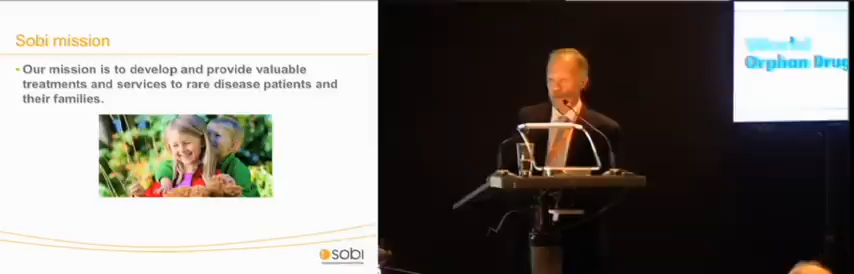 Sobi mission
- Our mission is to develop and provide valuable
treatments and services to rare disease patients and
their families.
sobi
World
Orphan Drug